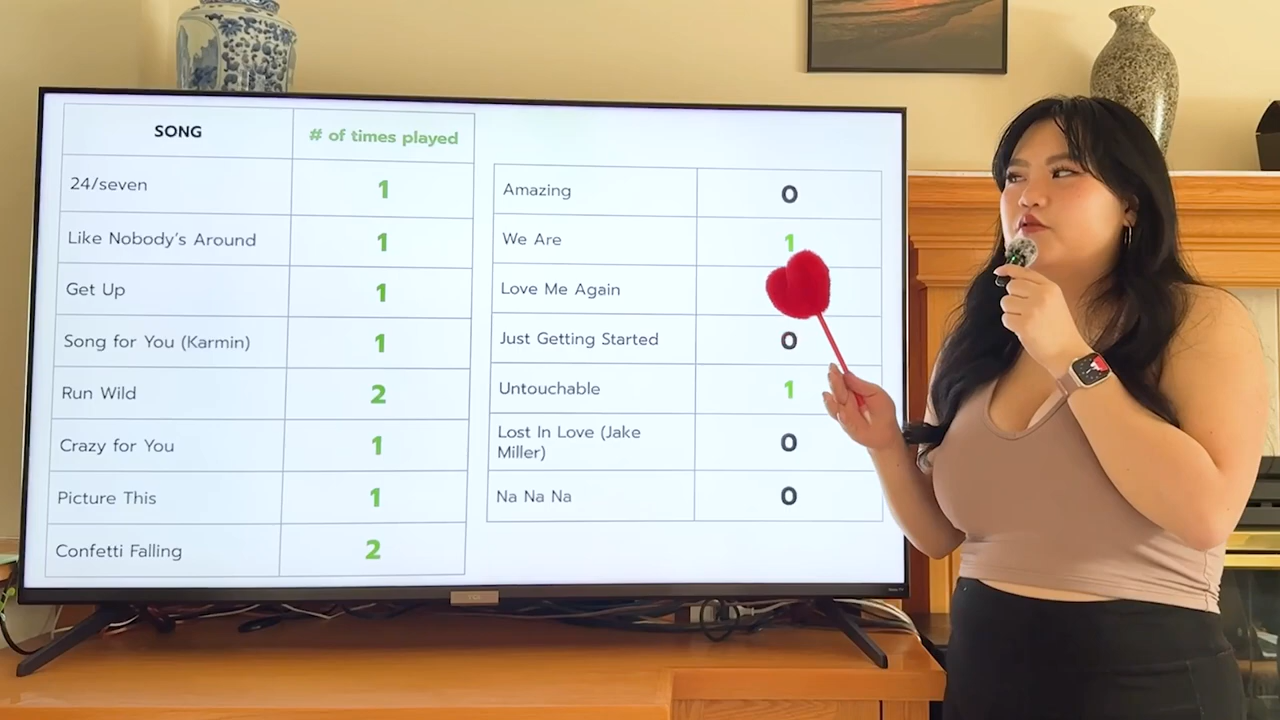 SONG # of times played
24/seven 1
Like Nobody's Around 1
Get Up 1
Song for You (Karmin) 1
Run Wild 2
Crazy for You 1
Picture This 1
Confetti Falling 2
Amazing 0
We Are 1
Love Me Again
Just Getting Started 0
Untouchable 1
Lost In Love (Jake
Miller) 0
Na Na Na 0
TCL